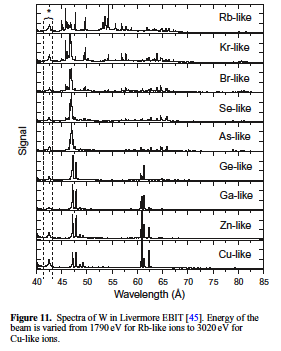 *
Rb-like
Kr-like
Br-like
Se-like
As-like
Ge-like
Ga-like
Zn-like
Cu-like
Signal
40 45 50 55 60 65 70 75 80 85
Wavelength (Å)
Figure 11. Spectra of W in Livermore EBIT [45]. Energy of the
beam is varied from 1790 eV for Rb-like ions to 3020 eV for
Cu-like ions.